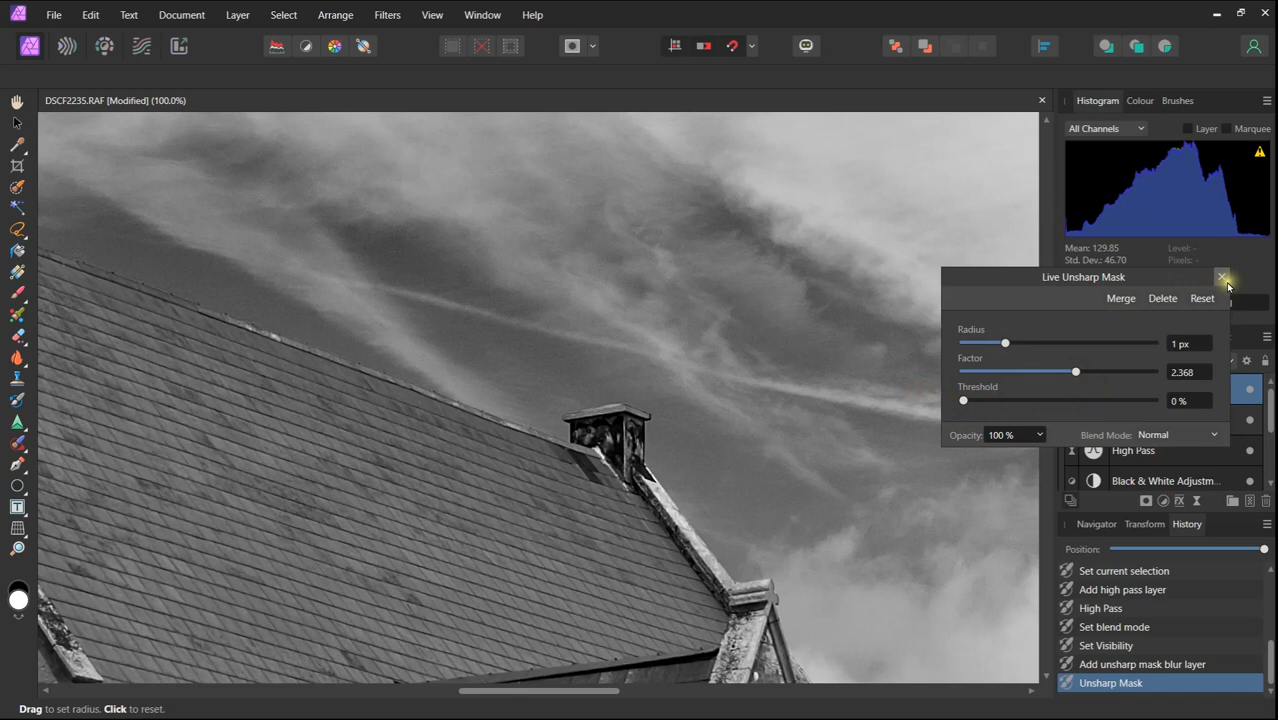 File Edit Text Document Layer Select Arrange Filters View Window Help
DSCF2235.RAF [Modified] (100.0%)
Histogram Colour Brushes
All Channels Layer Marquee
Mean: 129.85 Level: -
Std. Dev.: 46.70 Pixels: -
Live Unsharp Mask
Merge Delete Reset
Radius
1 px
Factor
2.368
Threshold
0 %
Opacity: 100 % Blend Mode: Normal
High Pass
Black & White Adjustm...
Navigator Transform History
Position:
Set current selection
Add high pass layer
High Pass
Set blend mode
Set Visibility
Add unsharp mask blur layer
Unsharp Mask
Drag to set radius. Click to reset.